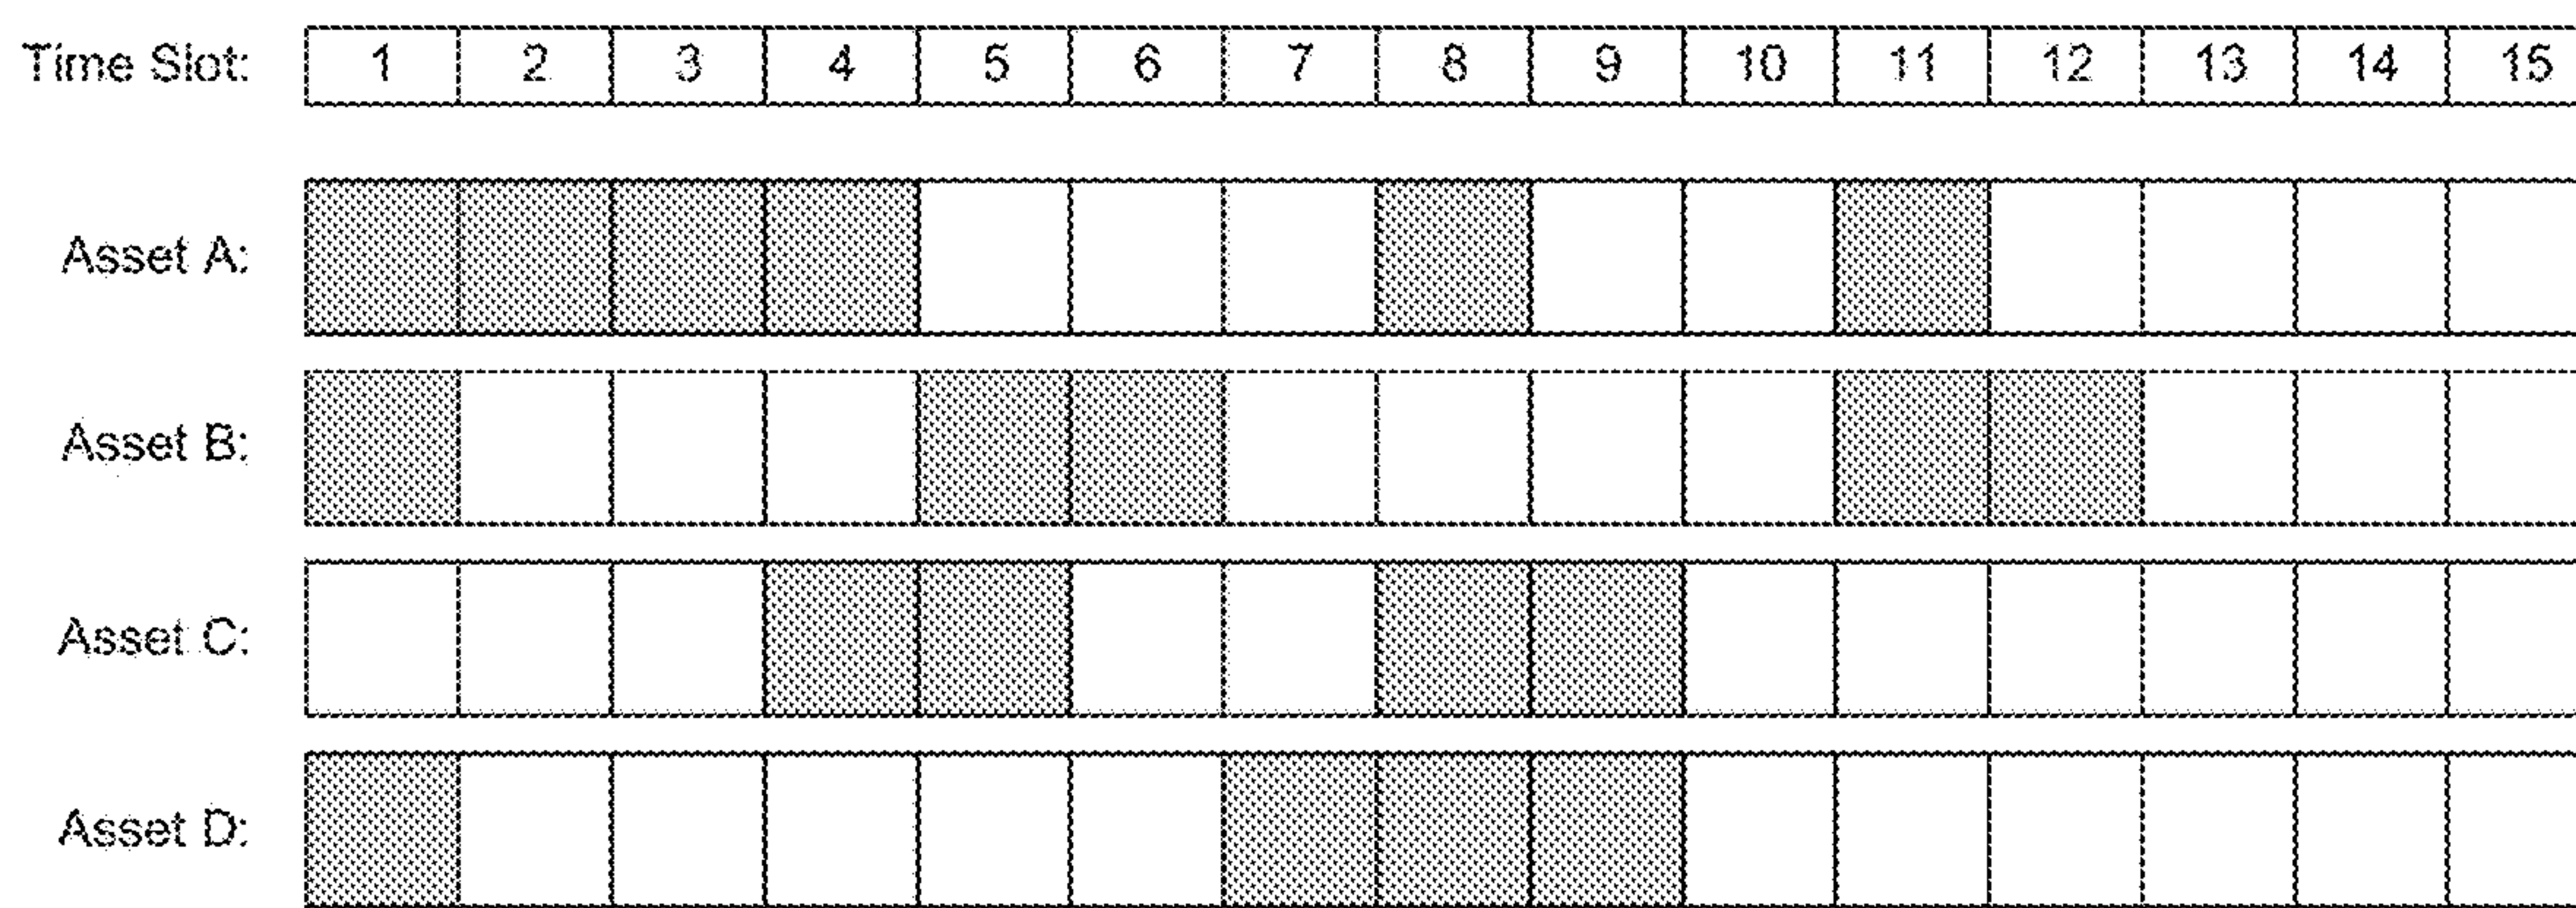 Time Slot: 1 2 3 4 5 6 7 8 9 10 11 12 13 14 15
Asset A:
Asset B:
Asset C:
Asset D: